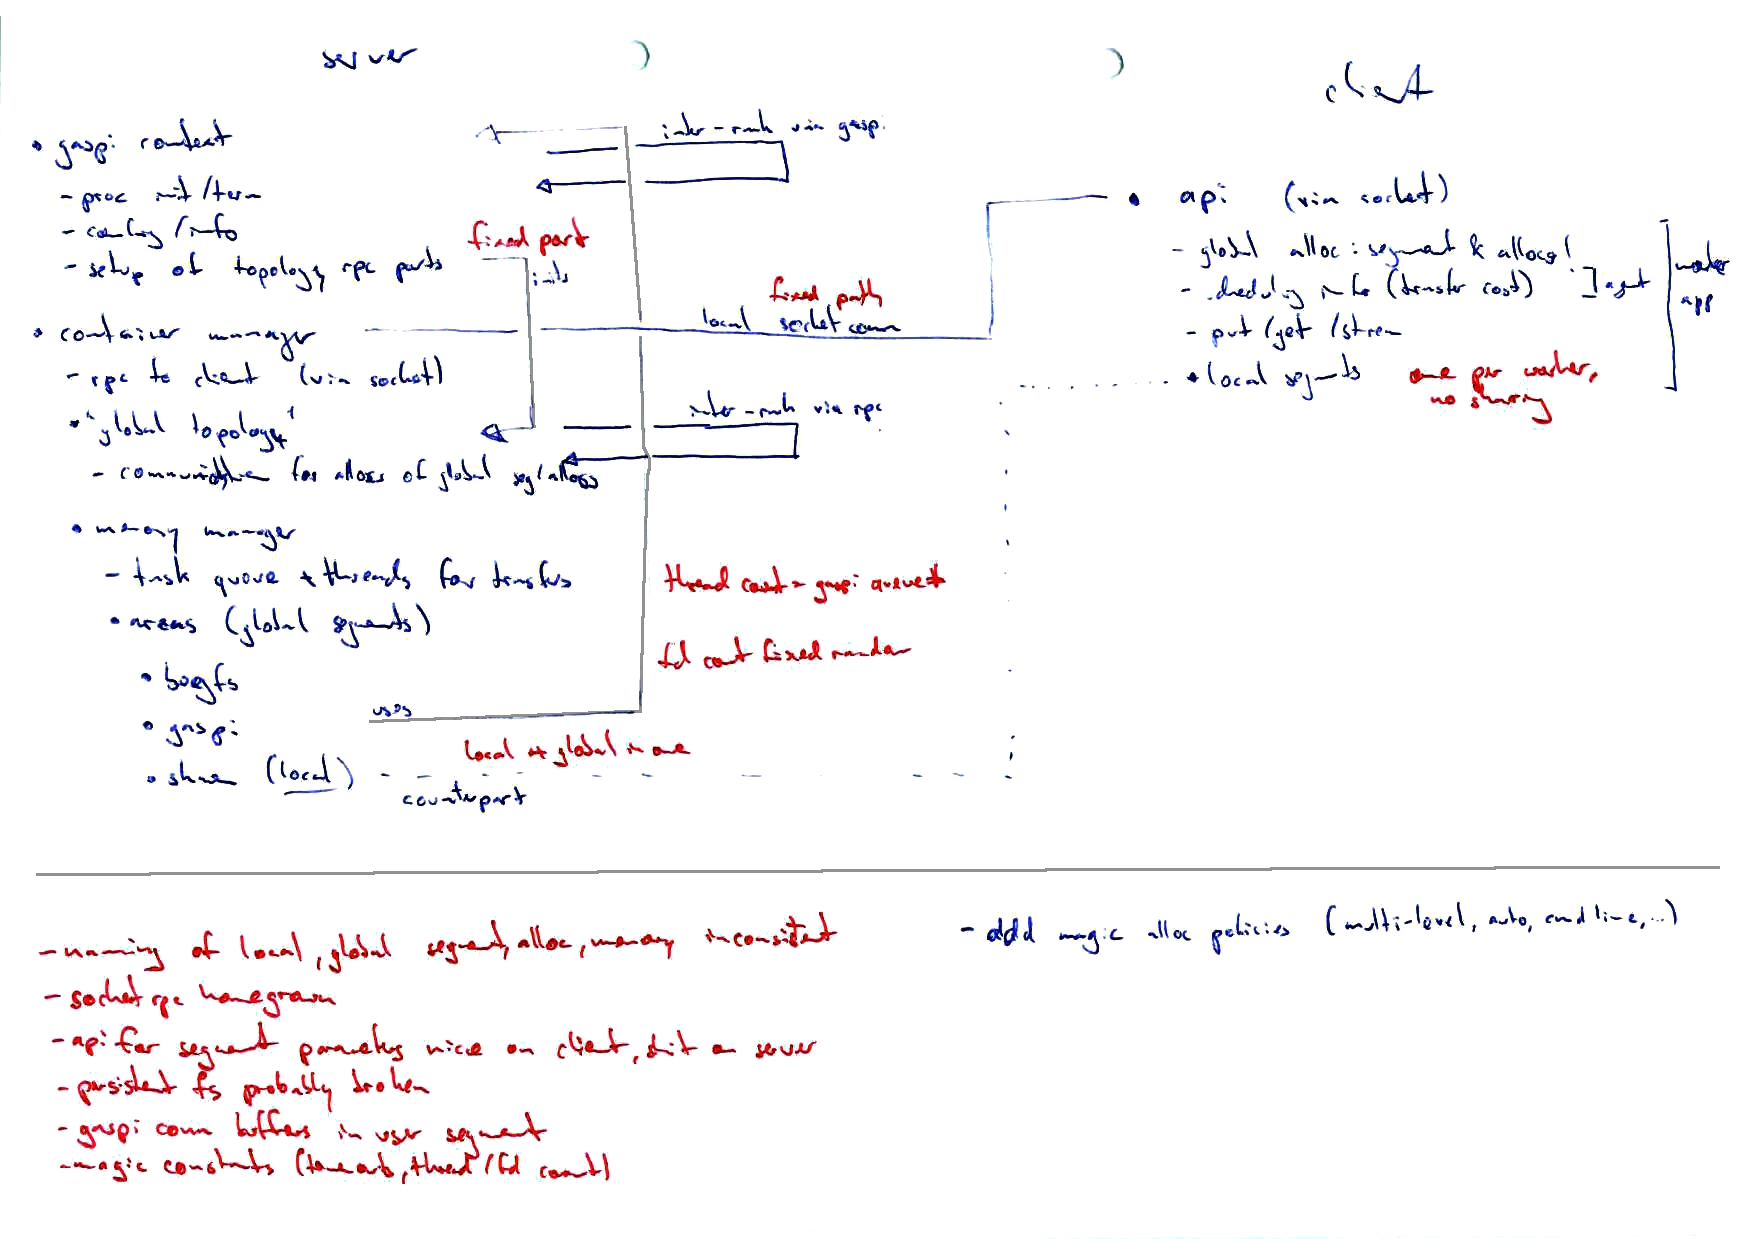 server
client
• gaspi context
- proc init/term
- config/info
- setup of topology, rpc ports
fixed port
inits
inter-rank via gaspi
• container manager
fixed path
local socket comm
- rpc to client (via socket)
• "global topology"
- communication for allocs of global seg/allocs
inter-rank via rpc
• memory manager
- task queue + threads for transfers
• areas (global segments)
• beegfs
• gaspi
• shmem (local)
uses
counterpart
thread count = gaspi queues
fd count fixed number
local + global in one
• api (via socket)
- global alloc: segment & allocs
- scheduling info (transfer cost)
] agent
worker
app
- put/get/stream
• local segments
one per worker,
no sharing
- naming of local, global segment, alloc, memory inconsistent
- socket rpc homegrown
- api for segment parameters nice on client, shit on server
- persistent fs probably broken
- gaspi comm buffers in user segment
- magic constants (timeouts, thread/fd count)
- add magic alloc policies (multi-level, auto, cmdline,...)